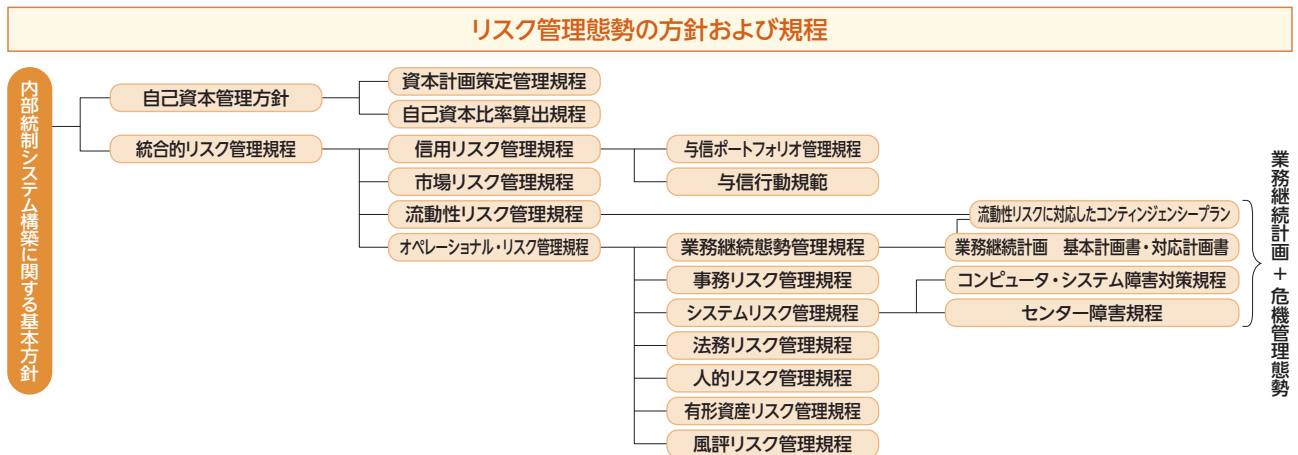 リスク管理態勢の方針および規程
内部統制システム構築に関する基本方針
自己資本管理方針
資本計画策定管理規程
自己資本比率算出規程
統合的リスク管理規程
信用リスク管理規程
与信ポートフォリオ管理規程
与信行動規範
市場リスク管理規程
流動性リスク管理規程
流動性リスクに対応したコンティンジェンシープラン
オペレーショナル・リスク管理規程
業務継続態勢管理規程
業務継続計画　基本計画書・対応計画書
事務リスク管理規程
システムリスク管理規程
コンピュータ・システム障害対策規程
センター障害規程
法務リスク管理規程
人的リスク管理規程
有形資産リスク管理規程
風評リスク管理規程
業務継続計画＋危機管理態勢